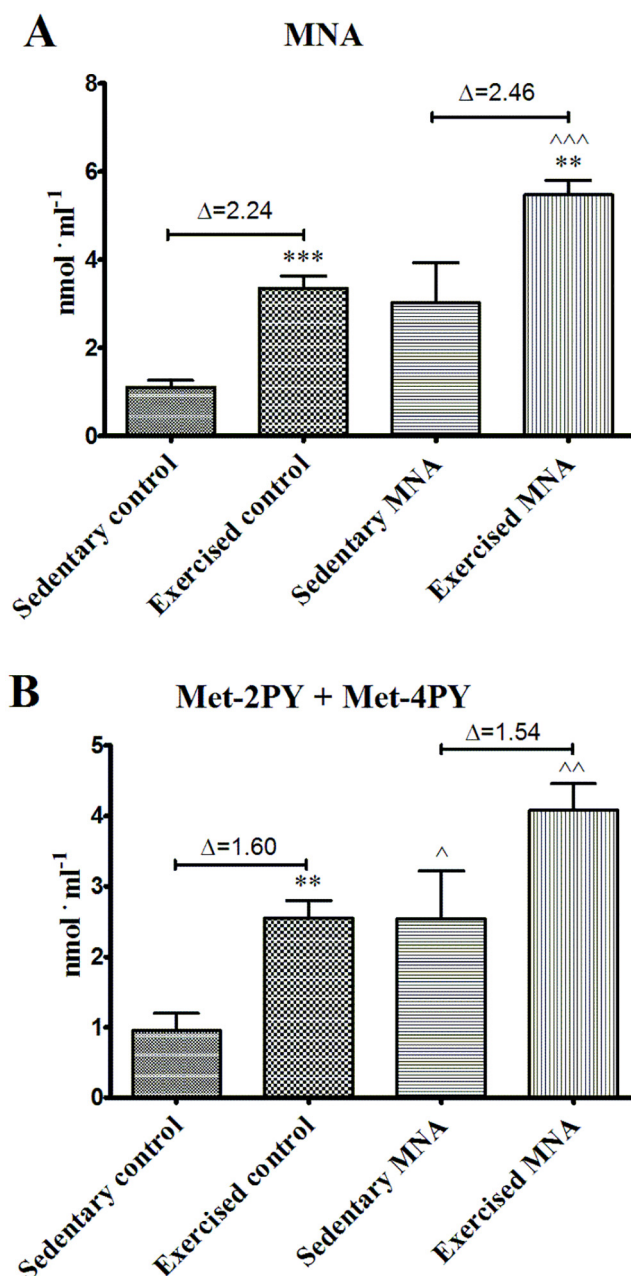 A
MNA
8
6
4
2
0
nmol · ml-1
Δ=2.24
***
Δ=2.46
^^^
**
Sedentary control
Exercised control
Sedentary MNA
Exercised MNA
B
Met-2PY + Met-4PY
5
4
3
2
1
0
nmol · ml-1
Δ=1.60
**
^
Δ=1.54
^^
Sedentary control
Exercised control
Sedentary MNA
Exercised MNA